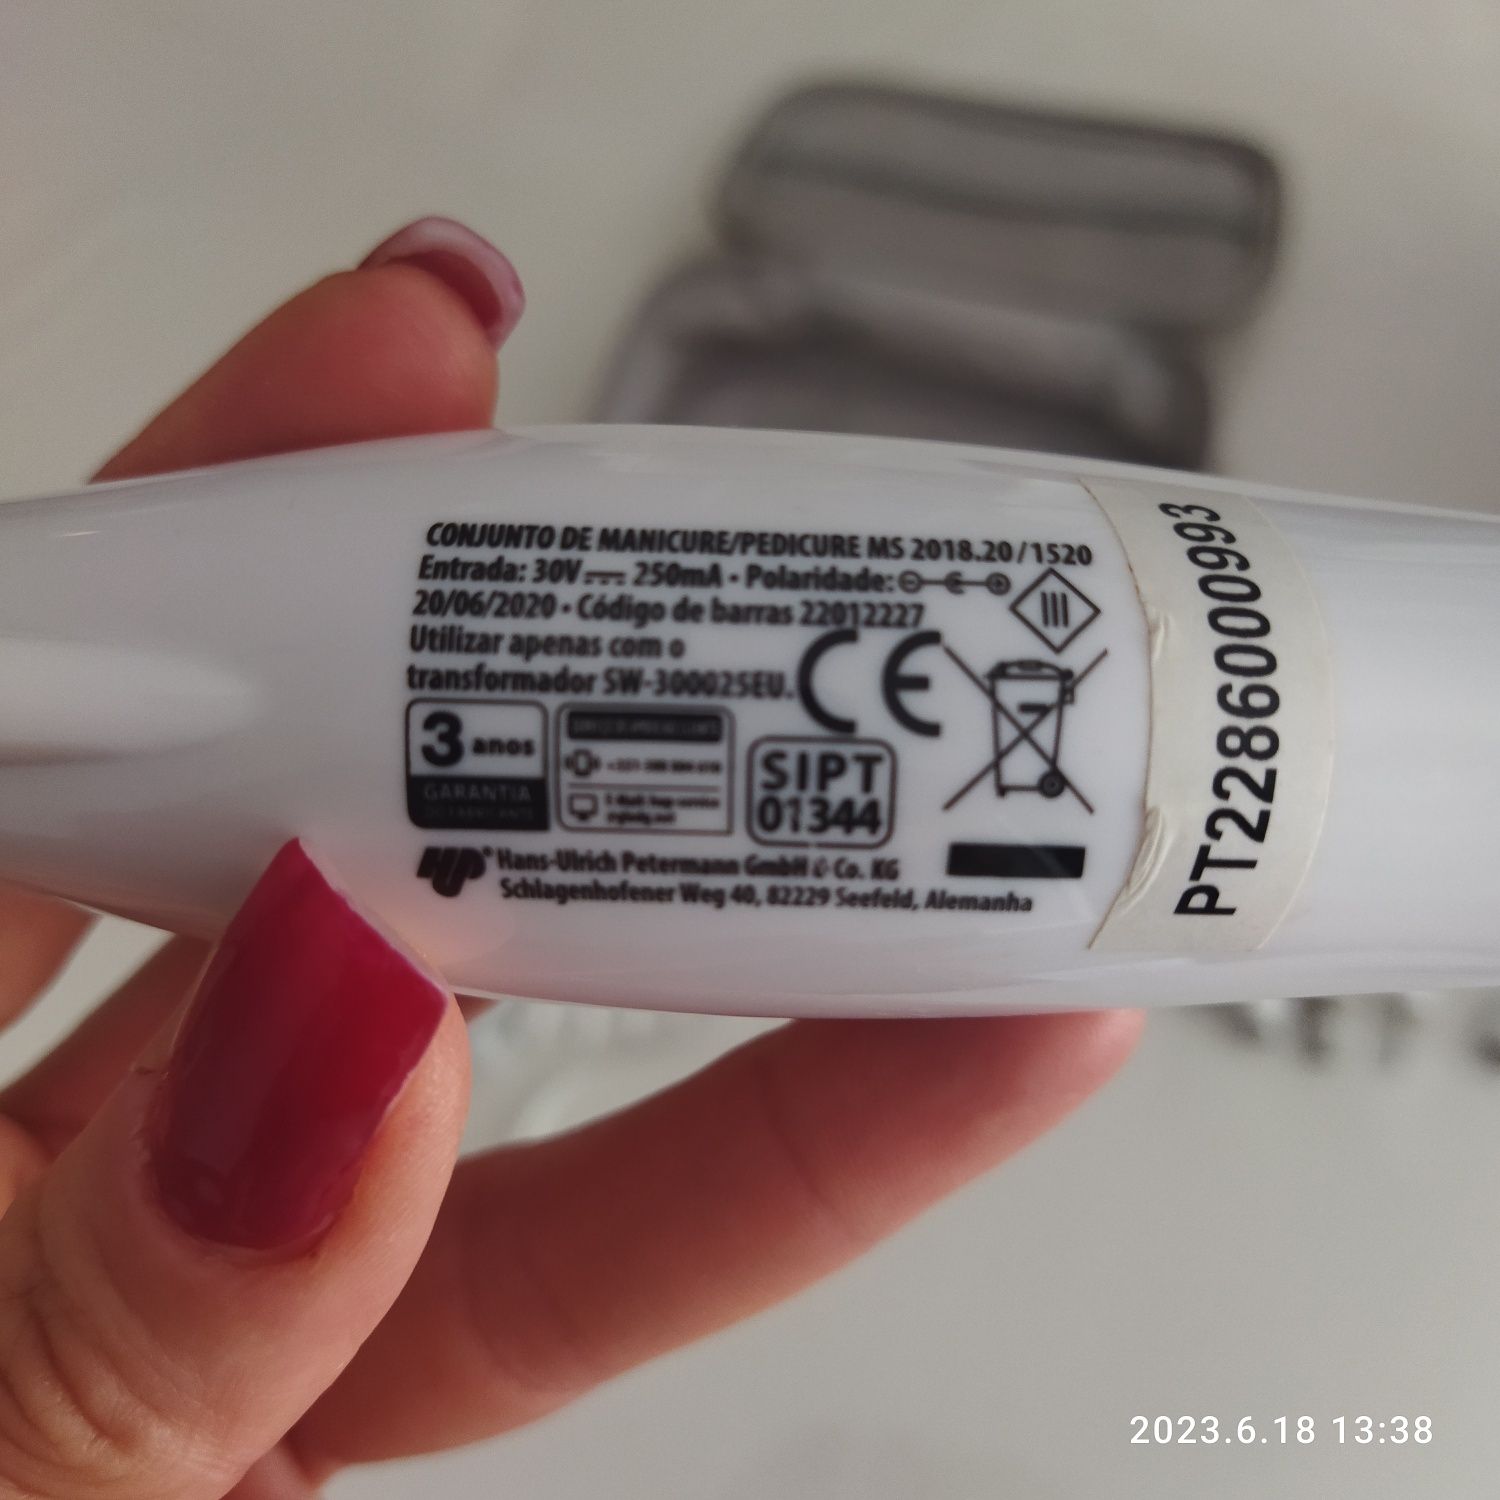 CONJUNTO DE MANICURE/PEDICURE MS 2018.20/1520
Entrada: 30V 250mA • Polaridade:
20/06/2020 • Código de barras 22012227
Utilizar apenas com o
transformador SW-300025EU.
CE
3 anos
GARANTIA
SIPT
01344
HUP® Hans-Ulrich Petermann GmbH & Co. KG
Schlagenhofener Weg 40, 82229 Seefeld, Alemanha
PT2286000993
2023.6.18 13:38